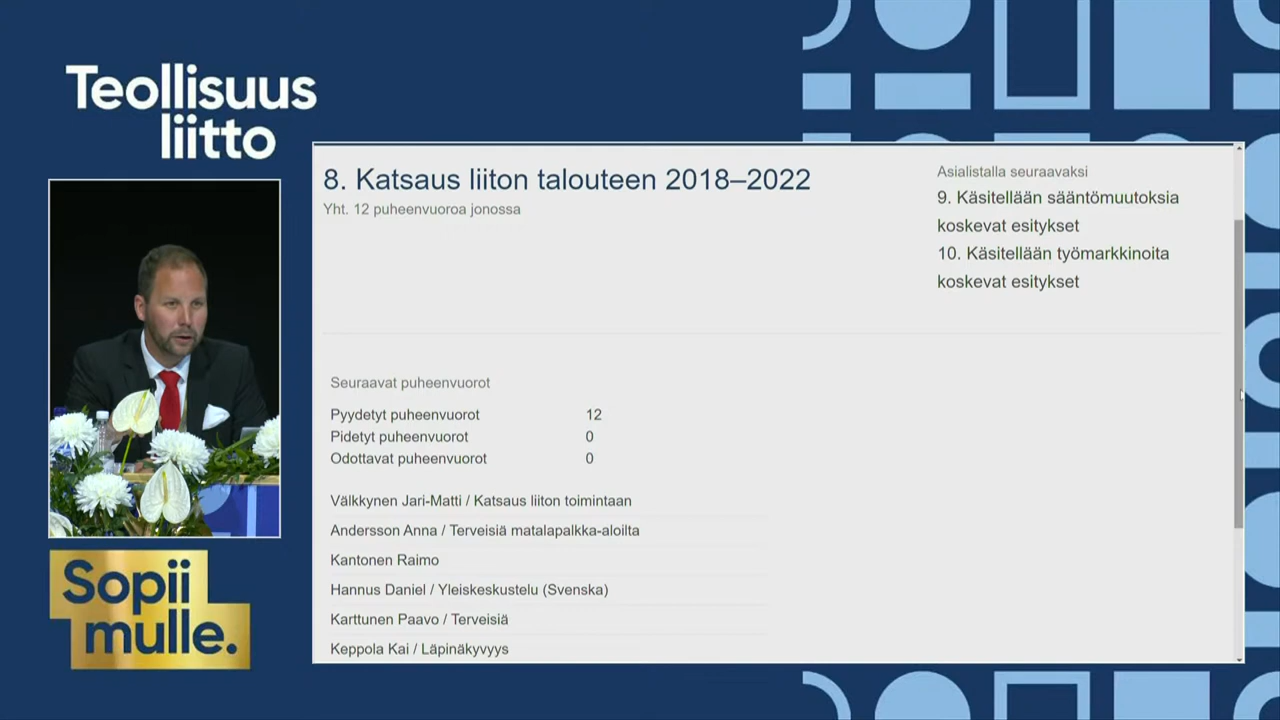 Teollisuus
liitto
8. Katsaus liiton talouteen 2018–2022
Yht. 12 puheenvuoroa jonossa
Asialistalla seuraavaksi
9. Käsitellään sääntömuutoksia
koskevat esitykset
10. Käsitellään työmarkkinoita
koskevat esitykset
Seuraavat puheenvuorot
Pyydetyt puheenvuorot 12
Pidetyt puheenvuorot 0
Odottavat puheenvuorot 0
Välkkynen Jari-Matti / Katsaus liiton toimintaan
Andersson Anna / Terveisiä matalapalkka-aloilta
Kantonen Raimo
Hannus Daniel / Yleiskeskustelu (Svenska)
Karttunen Paavo / Terveisiä
Keppola Kai / Läpinäkyvyys
Sopii
mulle.